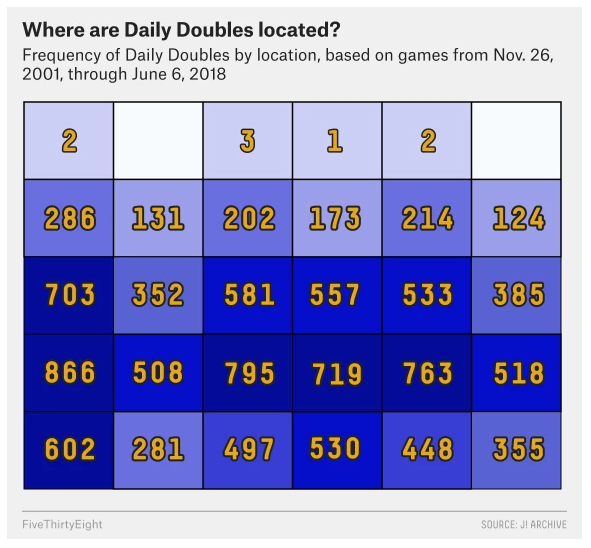 Where are Daily Doubles located?
Frequency of Daily Doubles by location, based on games from Nov. 26,
2001, through June 6, 2018
2 3 1 2
286 131 202 173 214 124
703 352 581 557 533 385
866 508 795 719 763 518
602 281 497 530 448 355
FiveThirtyEight SOURCE: J! ARCHIVE